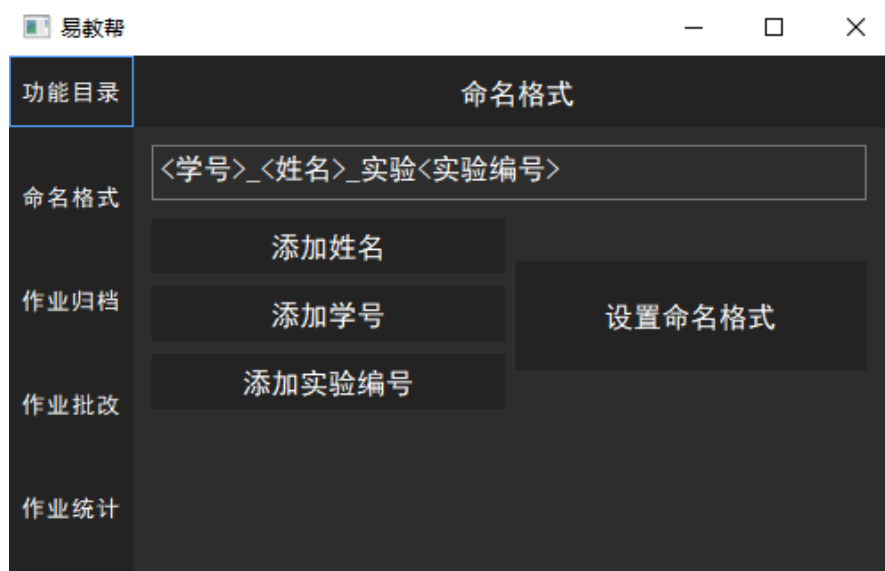 易教帮
功能目录
命名格式
命名格式
<学号>_<姓名>_实验<实验编号>
添加姓名
添加学号
设置命名格式
添加实验编号
作业归档
作业批改
作业统计